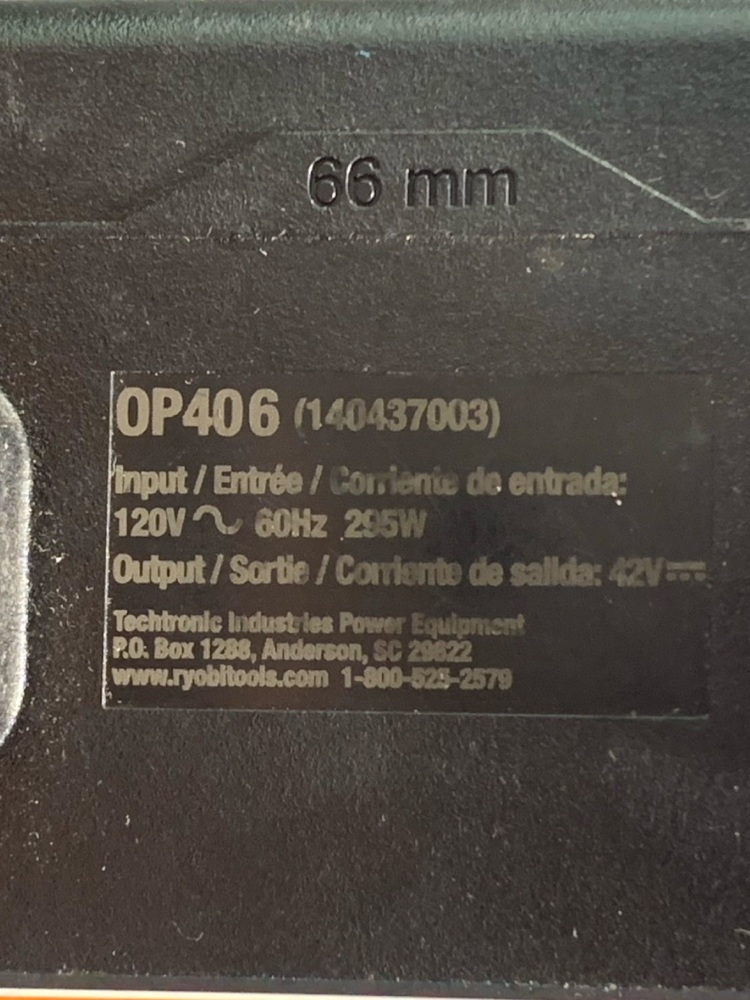 66 mm
OP406 (140437003)
Input / Entrée / Corriente de entrada:
120V ∿ 60Hz 295W
Output / Sortie / Corriente de salida: 42V⎓
Techtronic Industries Power Equipment
P.O. Box 1288, Anderson, SC 29622
www.ryobitools.com 1-800-525-2579